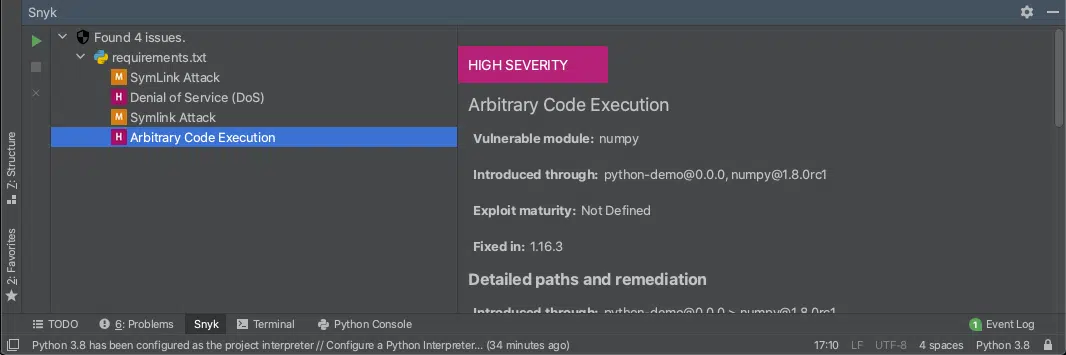 Snyk
Found 4 issues.
requirements.txt
M SymLink Attack
H Denial of Service (DoS)
M Symlink Attack
H Arbitrary Code Execution
HIGH SEVERITY
Arbitrary Code Execution
Vulnerable module: numpy
Introduced through: python-demo@0.0.0, numpy@1.8.0rc1
Exploit maturity: Not Defined
Fixed in: 1.16.3
Detailed paths and remediation
Introduced through: python-demo@0.0.0 > numpy@1.8.0rc1
Z: Structure
2: Favorites
TODO 6: Problems Snyk Terminal Python Console 1 Event Log
Python 3.8 has been configured as the project interpreter // Configure a Python Interpreter... (34 minutes ago) 17:10 LF UTF-8 4 spaces Python 3.8